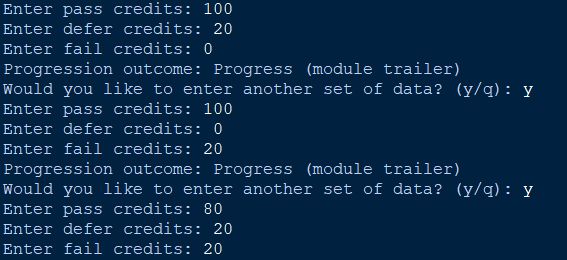 Enter pass credits: 100
Enter defer credits: 20
Enter fail credits: 0
Progression outcome: Progress (module trailer)
Would you like to enter another set of data? (y/q): y
Enter pass credits: 100
Enter defer credits: 0
Enter fail credits: 20
Progression outcome: Progress (module trailer)
Would you like to enter another set of data? (y/q): y
Enter pass credits: 80
Enter defer credits: 20
Enter fail credits: 20